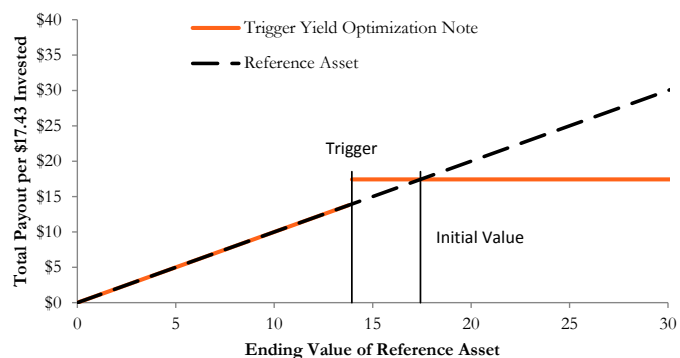 $40
$35
$30
$25
$20
$15
$10
$5
$0
Total Payout per $17.43 Invested
Trigger Yield Optimization Note
Reference Asset
Trigger
Initial Value
0 5 10 15 20 25 30
Ending Value of Reference Asset